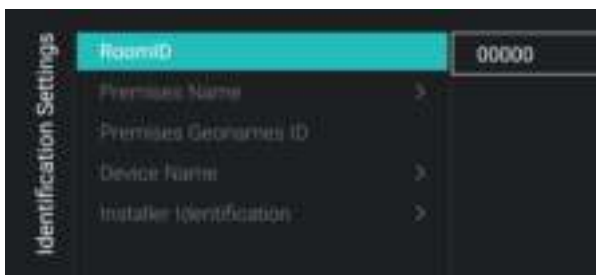 Identification Settings
RoomID
00000
Premises Name
Premises Geonames ID
Device Name
Installer Identification